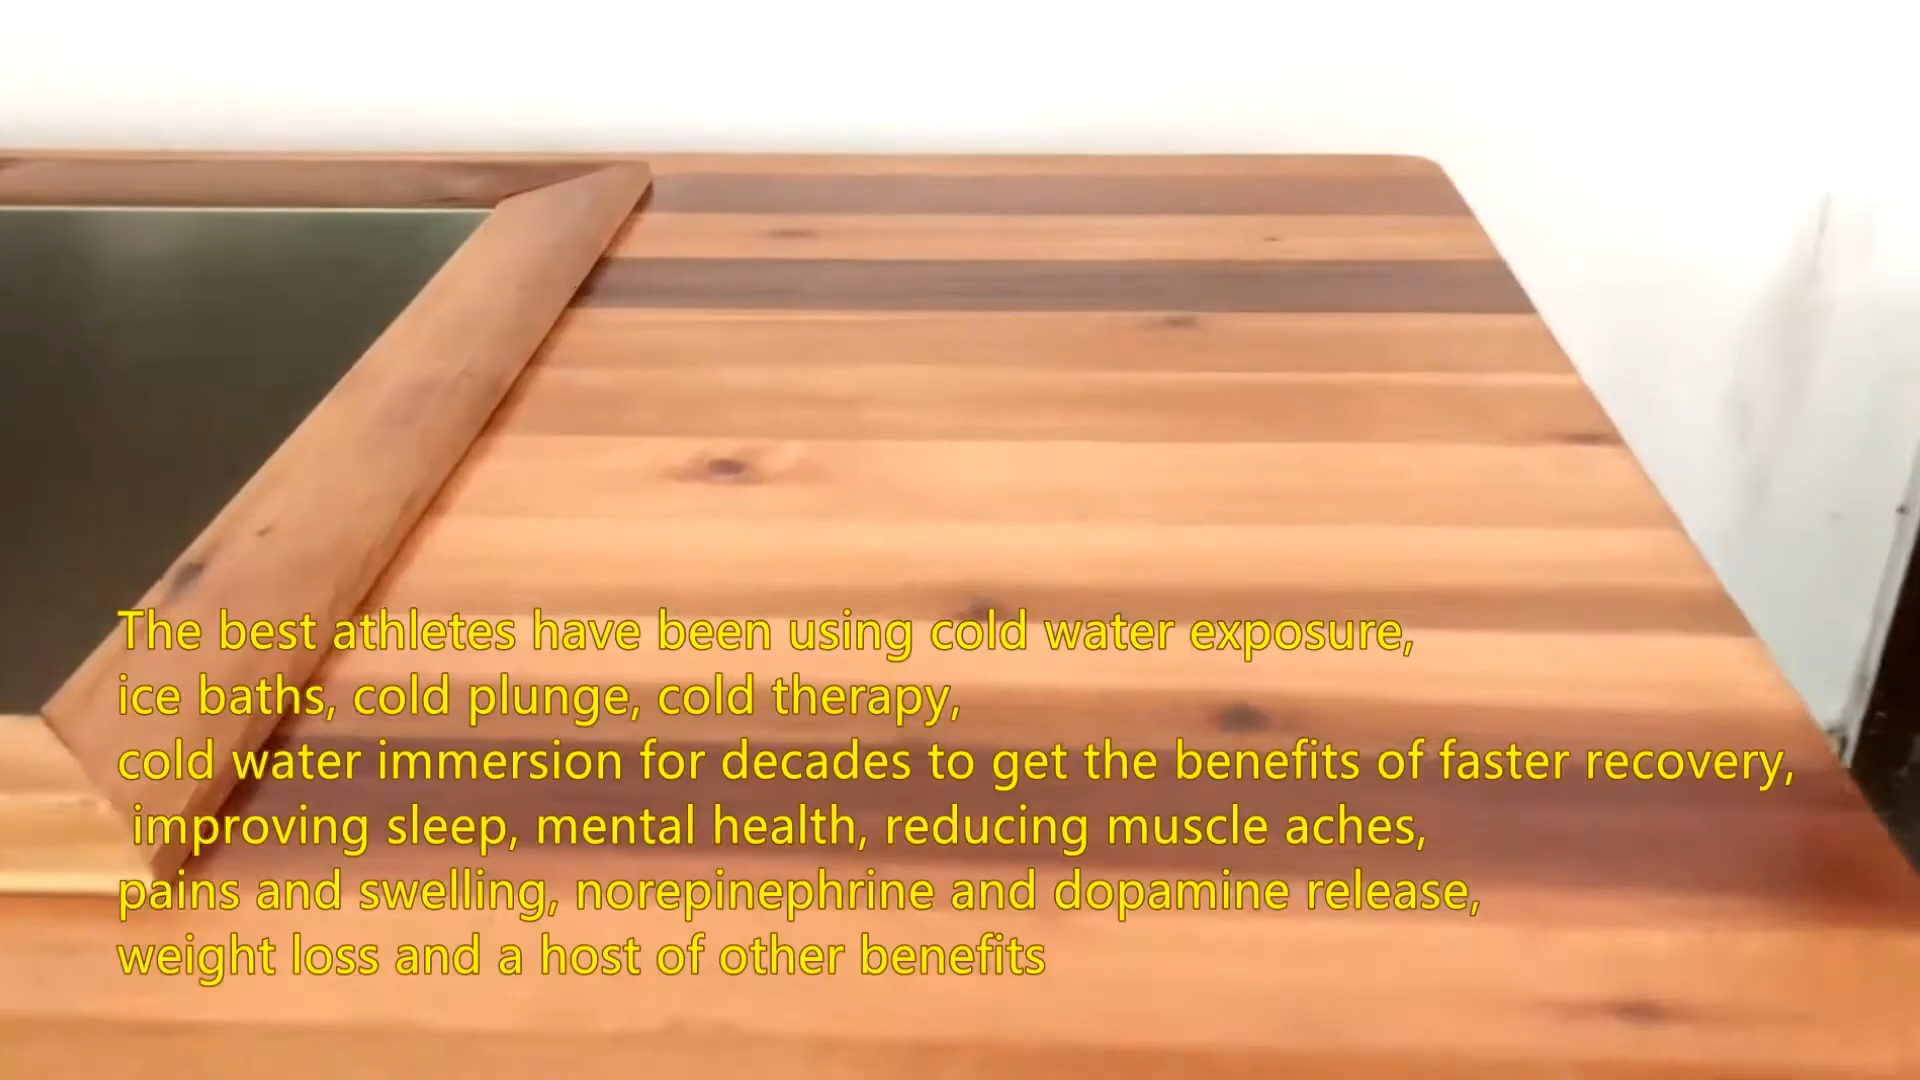 The best athletes have been using cold water exposure,
ice baths, cold plunge, cold therapy,
cold water immersion for decades to get the benefits of faster recovery,
improving sleep, mental health, reducing muscle aches,
pains and swelling, norepinephrine and dopamine release,
weight loss and a host of other benefits